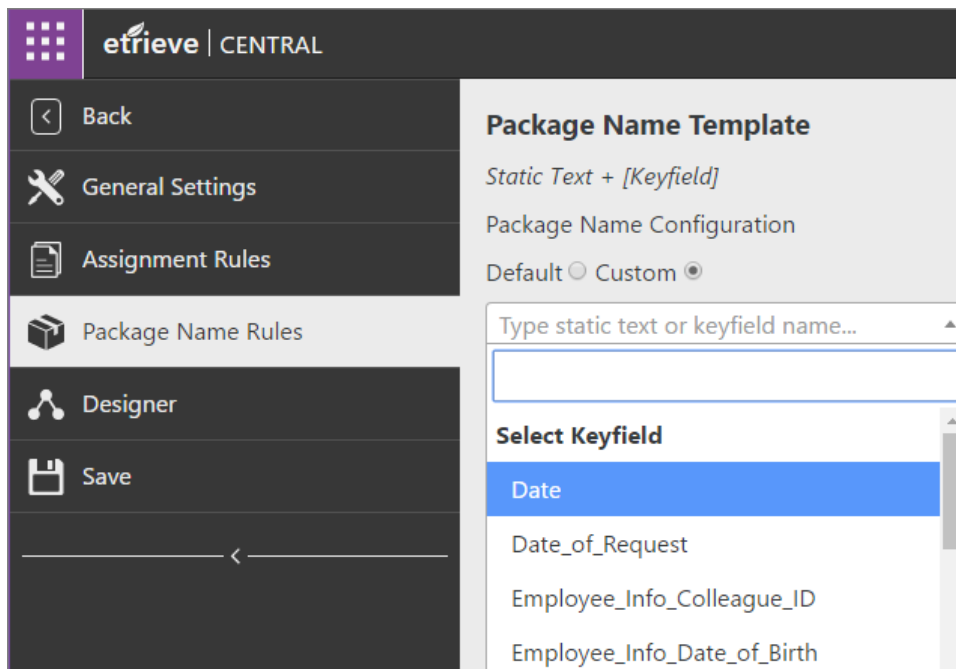 etrieve | CENTRAL
Back
General Settings
Assignment Rules
Package Name Rules
Designer
Save
Package Name Template
Static Text + [Keyfield]
Package Name Configuration
Default Custom
Type static text or keyfield name...
Select Keyfield
Date
Date_of_Request
Employee_Info_Colleague_ID
Employee_Info_Date_of_Birth